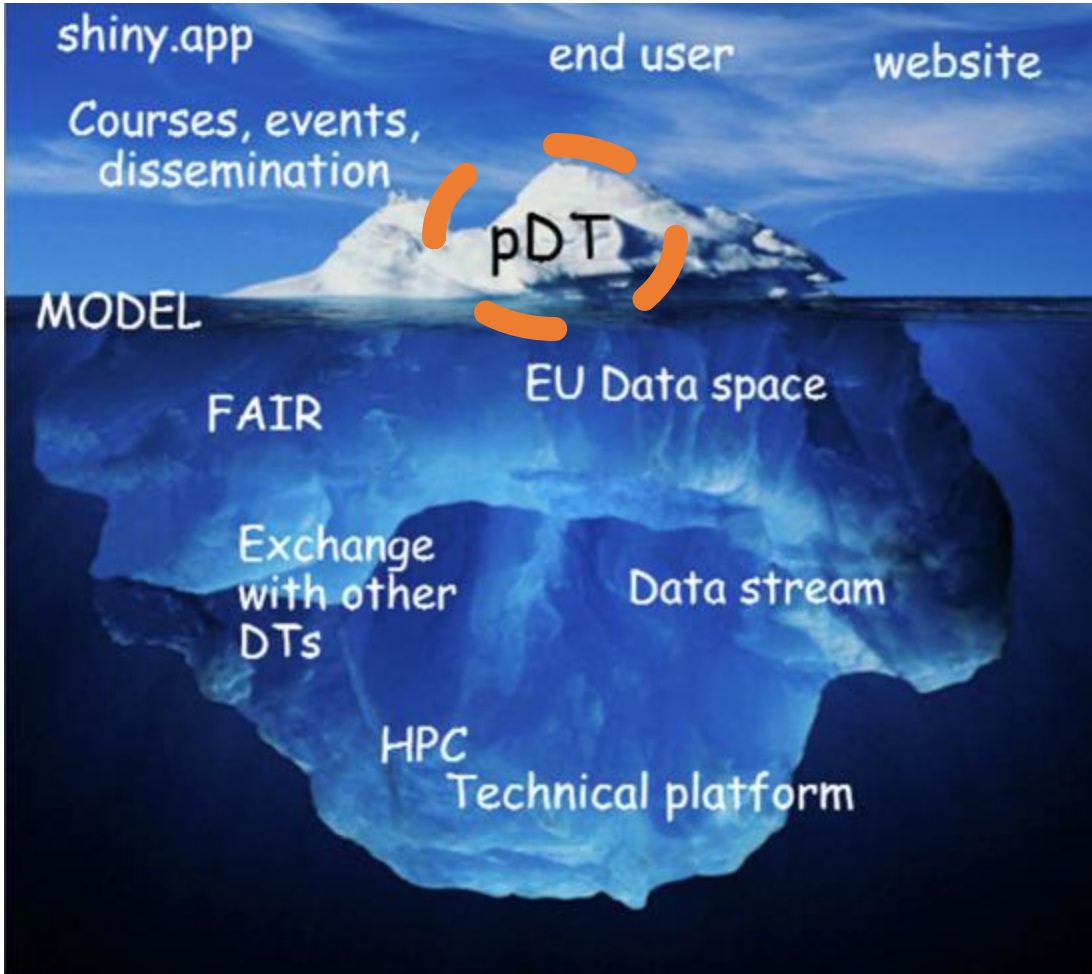 shiny.app
end user
website
Courses, events,
dissemination
pDT
MODEL
EU Data space
FAIR
Exchange
with other
DTs
Data stream
HPC
Technical platform